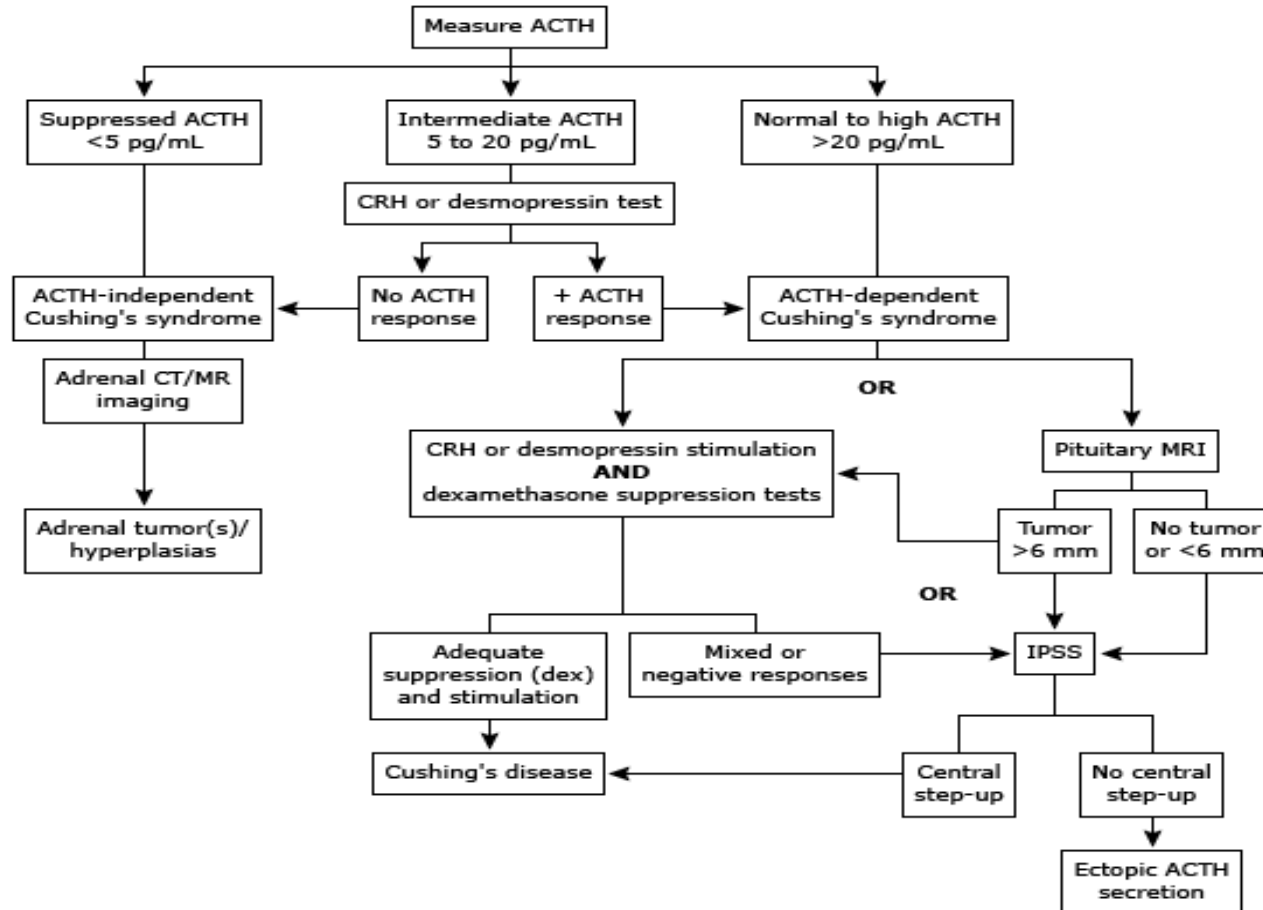 Measure ACTH
Suppressed ACTH
<5 pg/mL
Intermediate ACTH
5 to 20 pg/mL
Normal to high ACTH
>20 pg/mL
CRH or desmopressin test
ACTH-independent
Cushing's syndrome
No ACTH
response
+ ACTH
response
ACTH-dependent
Cushing's syndrome
Adrenal CT/MR
imaging
OR
CRH or desmopressin stimulation
AND
dexamethasone suppression tests
Pituitary MRI
Adrenal tumor(s)/
hyperplasias
Tumor
>6 mm
No tumor
or <6 mm
OR
Adequate
suppression (dex)
and stimulation
Mixed or
negative responses
IPSS
Cushing's disease
Central
step-up
No central
step-up
Ectopic ACTH
secretion